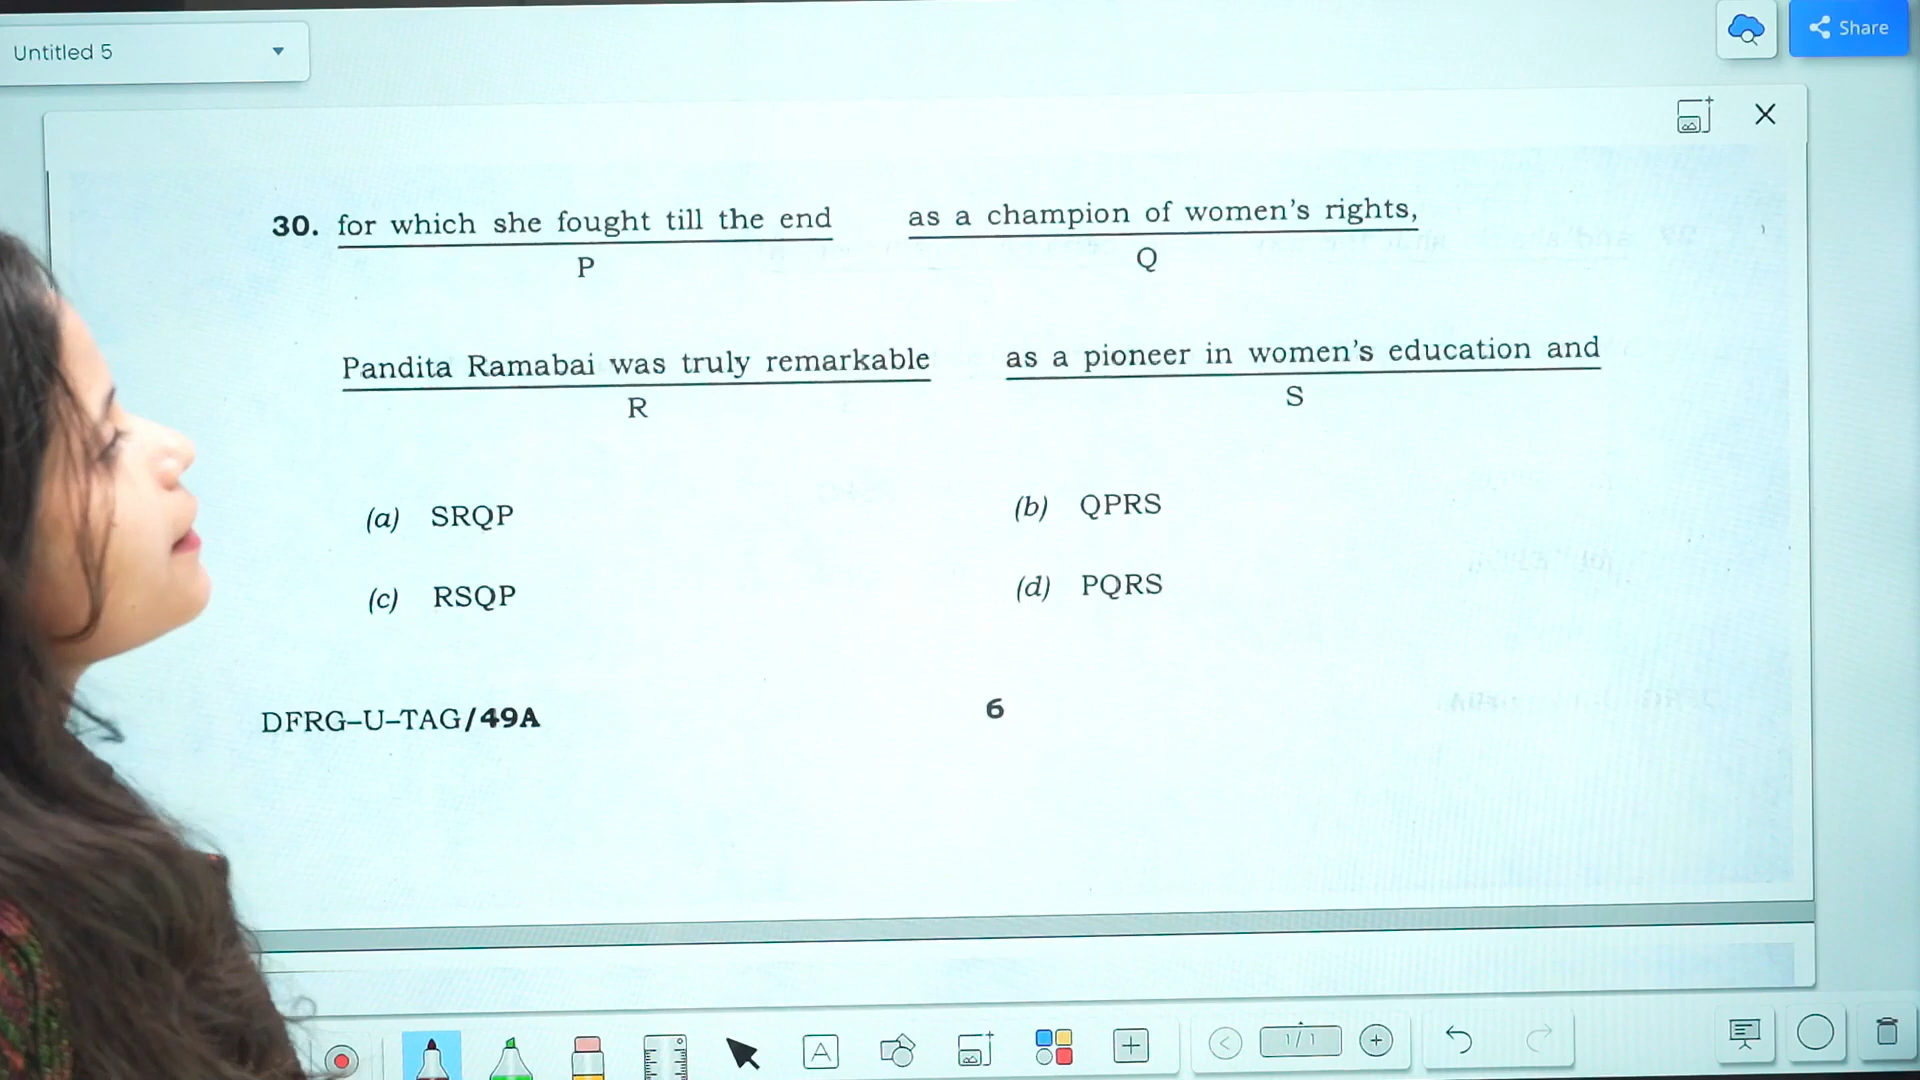 Untitled 5
Share
30. for which she fought till the end as a champion of women's rights,
P Q
Pandita Ramabai was truly remarkable as a pioneer in women's education and
R S
(a) SRQP (b) QPRS
(c) RSQP (d) PQRS
DFRG–U–TAG/49A 6
A
1/1